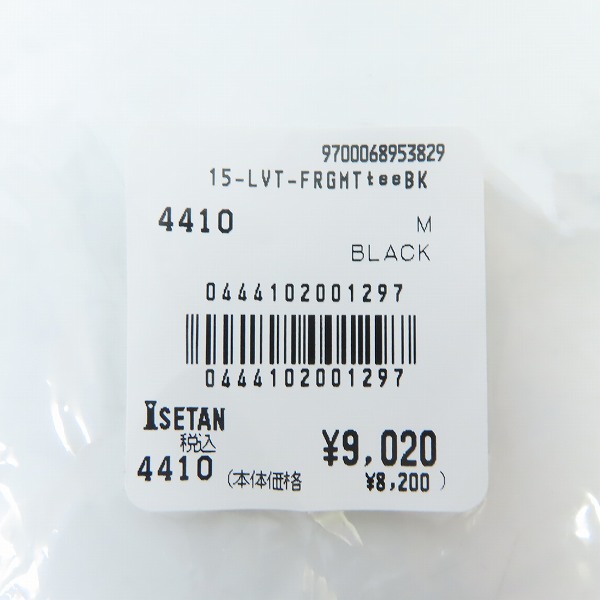 9700068953829
15-LVT-FRGMTteeBK
4410 M
BLACK
0444102001297
0444102001297
ISETAN
税込 ¥9,020
4410 (本体価格 ¥8,200 )